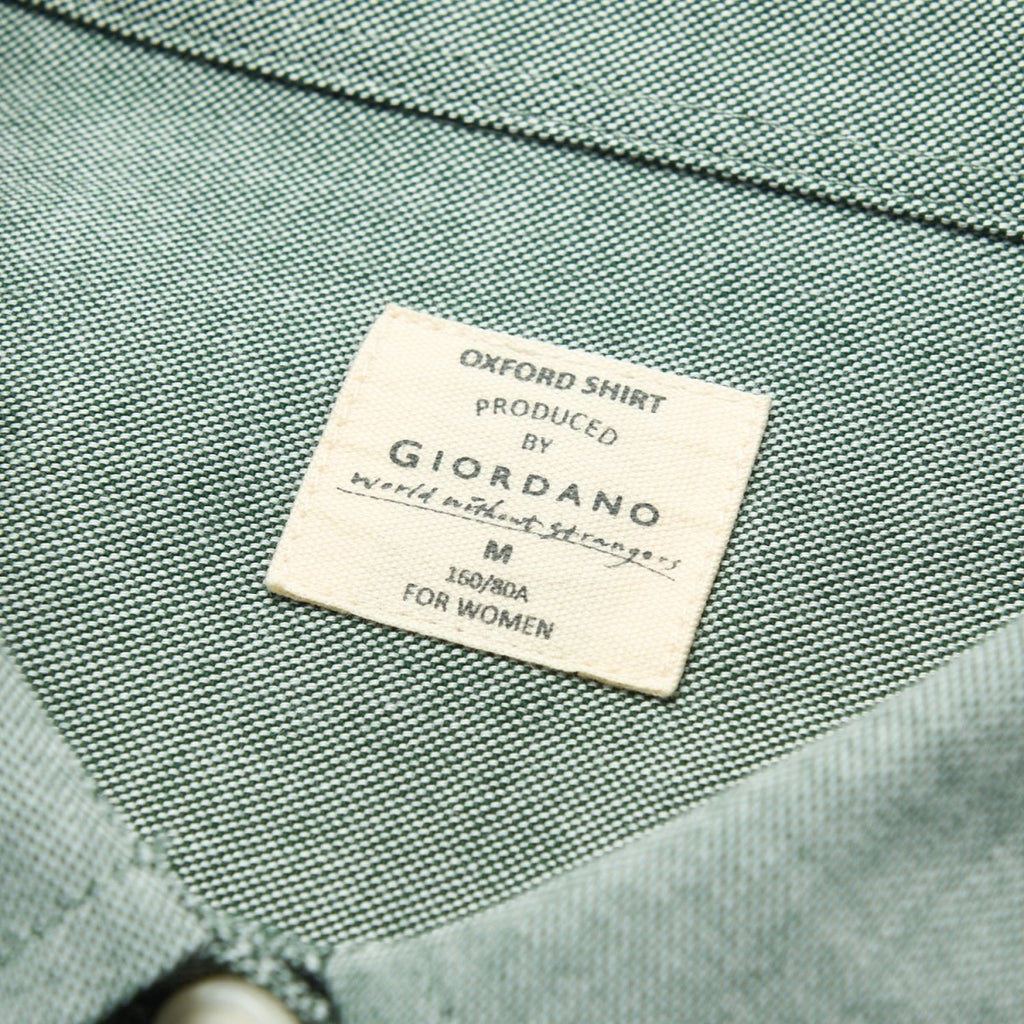 OXFORD SHIRT
PRODUCED
BY
GIORDANO
World without strangers
M
160/80A
FOR WOMEN